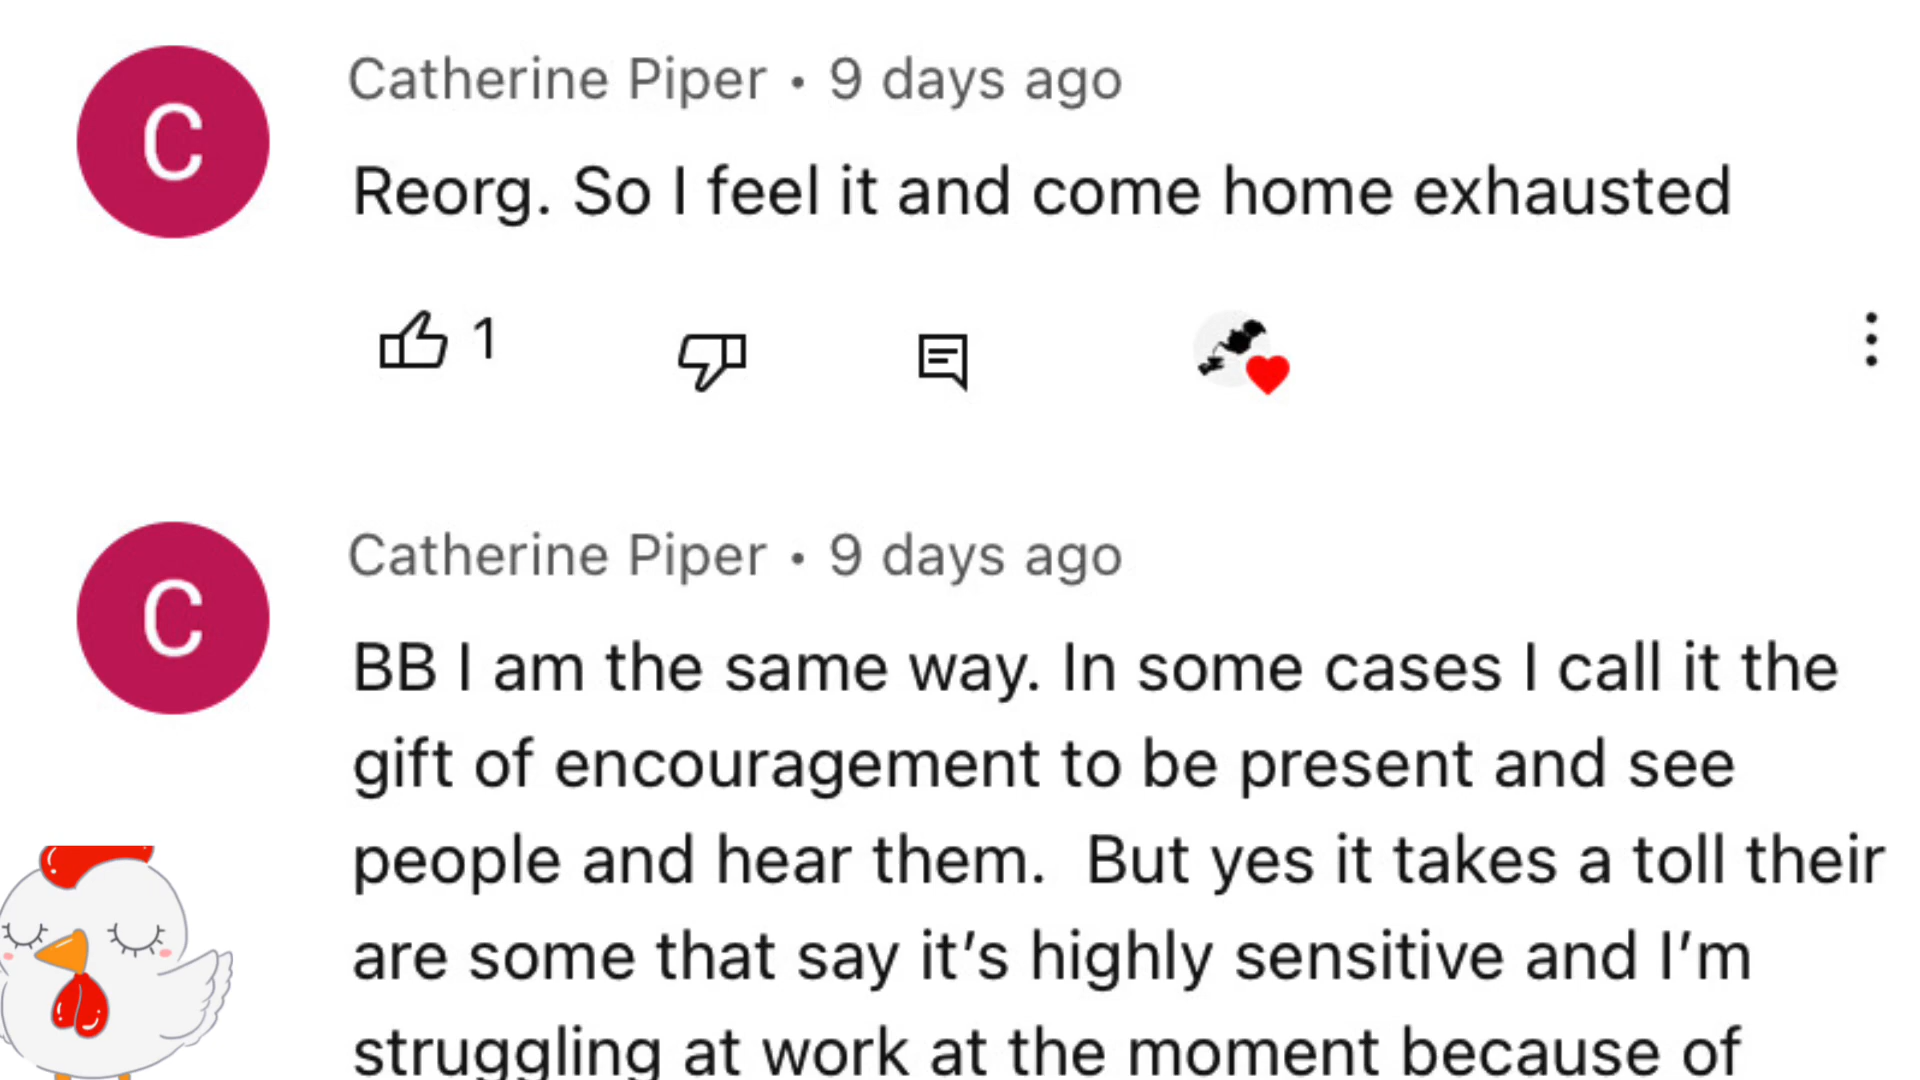 C
Catherine Piper • 9 days ago
Reorg. So I feel it and come home exhausted
1
C
Catherine Piper • 9 days ago
BB I am the same way. In some cases I call it the
gift of encouragement to be present and see
people and hear them.  But yes it takes a toll their
are some that say it’s highly sensitive and I’m
struggling at work at the moment because of